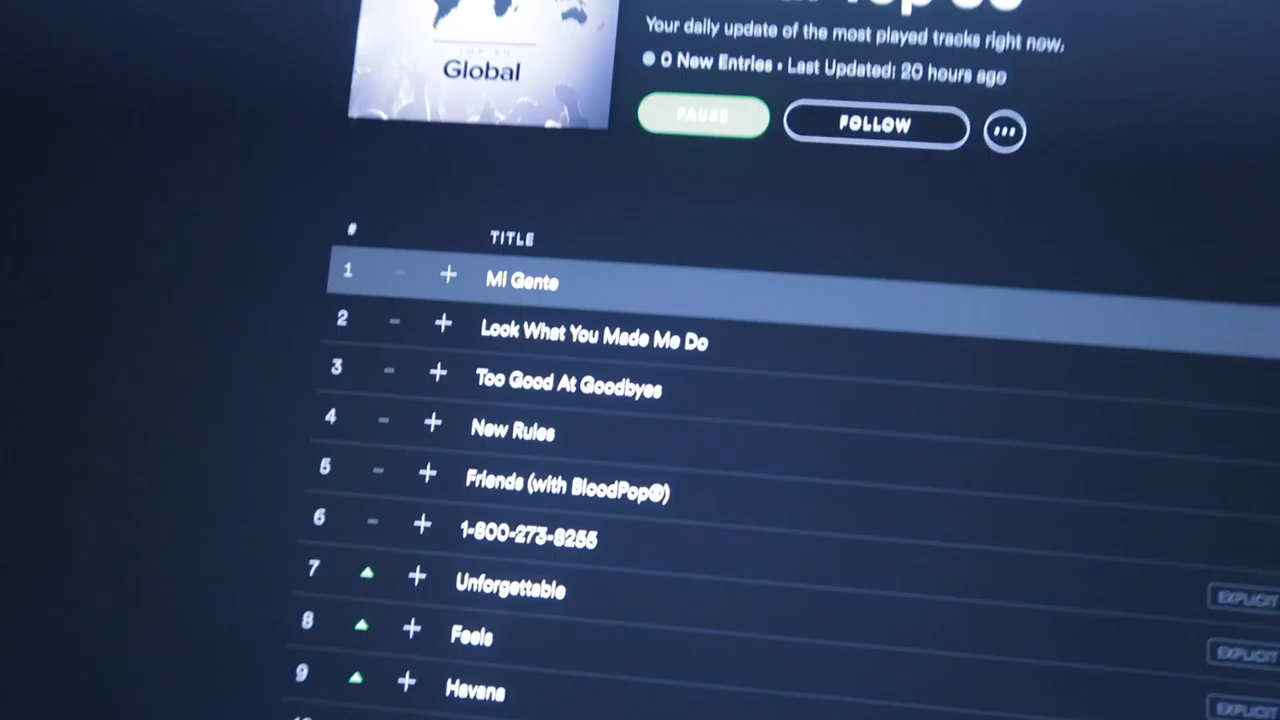 TOP 50
Global
Your daily update of the most played tracks right now.
0 New Entries • Last Updated: 20 hours ago
PAUSE
FOLLOW
# TITLE
1 Mi Gente
2 Look What You Made Me Do
3 Too Good At Goodbyes
4 New Rules
5 Friends (with BloodPop®)
6 1-800-273-8255
7 Unforgettable EXPLICIT
8 Feels EXPLICIT
9 Havana EXPLICIT